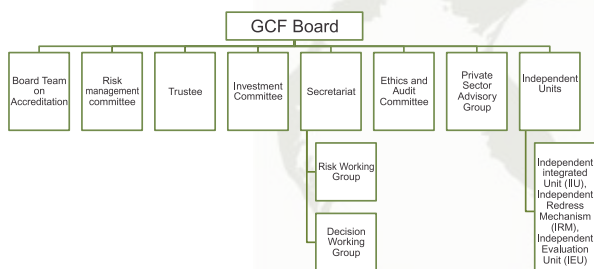 GCF Board
Board Team
on
Accreditation
Risk
management
committee
Trustee
Investment
Committee
Secretariat
Ethics and
Audit
Committee
Private
Sector
Advisory
Group
Independent
Units
Risk Working
Group
Decision
Working
Group
Independent
integrated
Unit (IIU),
Independent
Redress
Mechanism
(IRM),
Independent
Evaluation
Unit (IEU)